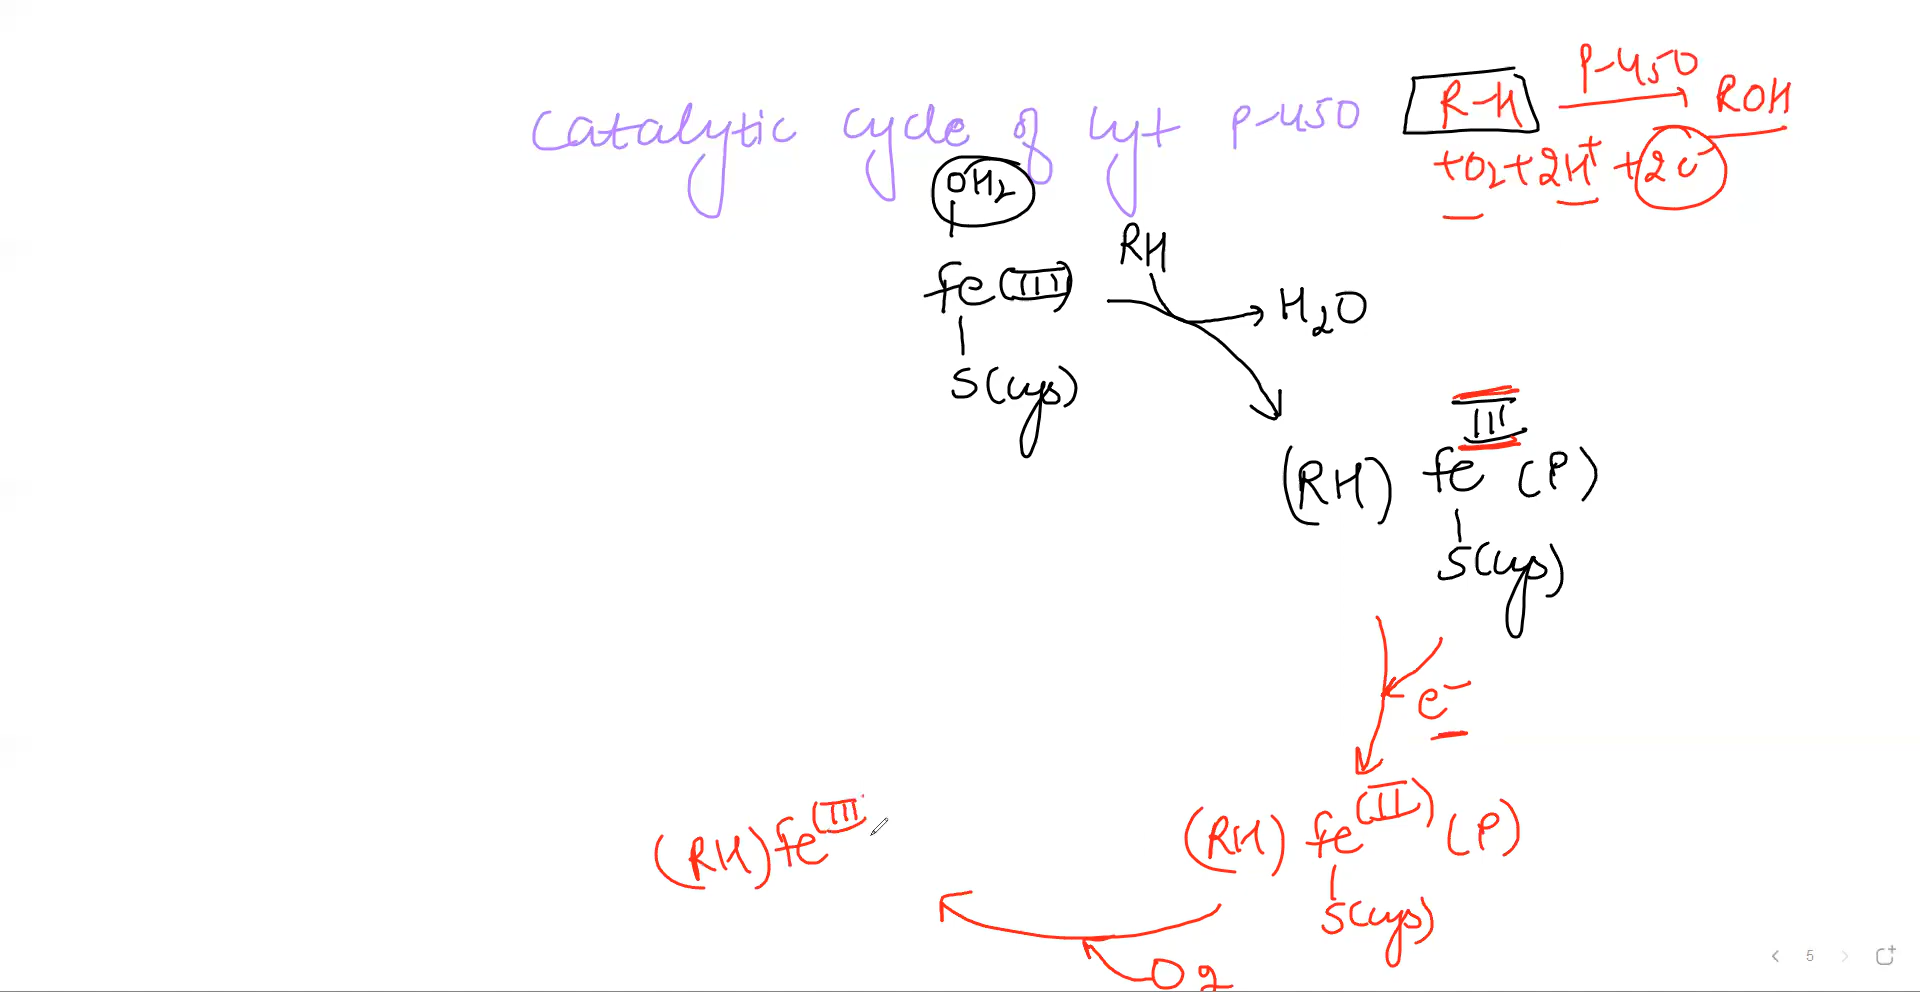 P-450
R-H → ROH
Catalytic cycle of cyt P-450
+O2+2H+ +2e-
OH2
RH
Fe(III)
H2O
S(cys)
III
(RH) Fe (P)
S(cys)
e-
(RH) Fe(III)
(RH) Fe(II) (P)
S(cys)
O2
5